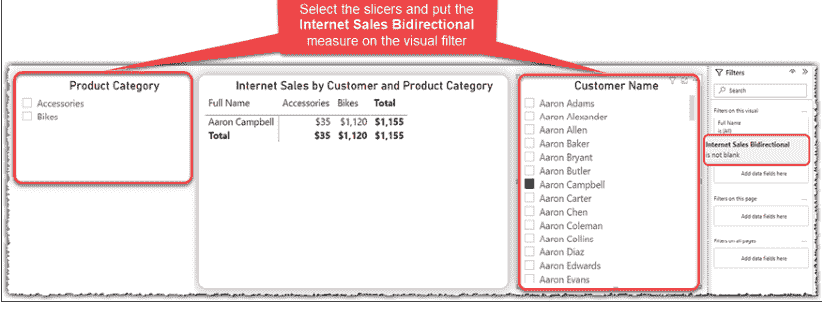 Select the slicers and put the
Internet Sales Bidirectional
measure on the visual filter
Product Category
Accessories
Bikes
Internet Sales by Customer and Product Category
Full Name Accessories Bikes Total
Aaron Campbell $35 $1,120 $1,155
Total $35 $1,120 $1,155
Customer Name
Aaron Adams
Aaron Alexander
Aaron Allen
Aaron Baker
Aaron Bryant
Aaron Butler
Aaron Campbell
Aaron Carter
Aaron Chen
Aaron Coleman
Aaron Collins
Aaron Diaz
Aaron Edwards
Aaron Evans
Filters
Search
Filters on this visual
Full Name
is (All)
Internet Sales Bidirectional
is not blank
Add data fields here
Filters on this page
Add data fields here
Filters on all pages
Add data fields here